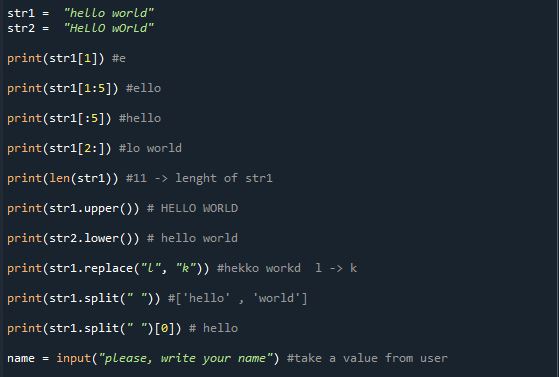 str1 =  "hello world"
str2 =  "HeLlO wOrLd"
print(str1[1]) #e
print(str1[1:5]) #ello
print(str1[:5]) #hello
print(str1[2:]) #lo world
print(len(str1)) #11 -> lenght of str1
print(str1.upper()) # HELLO WORLD
print(str2.lower()) # hello world
print(str1.replace("l", "k")) #hekko workd  l -> k
print(str1.split(" ")) #['hello' , 'world']
print(str1.split(" ")[0]) # hello
name = input("please, write your name") #take a value from user